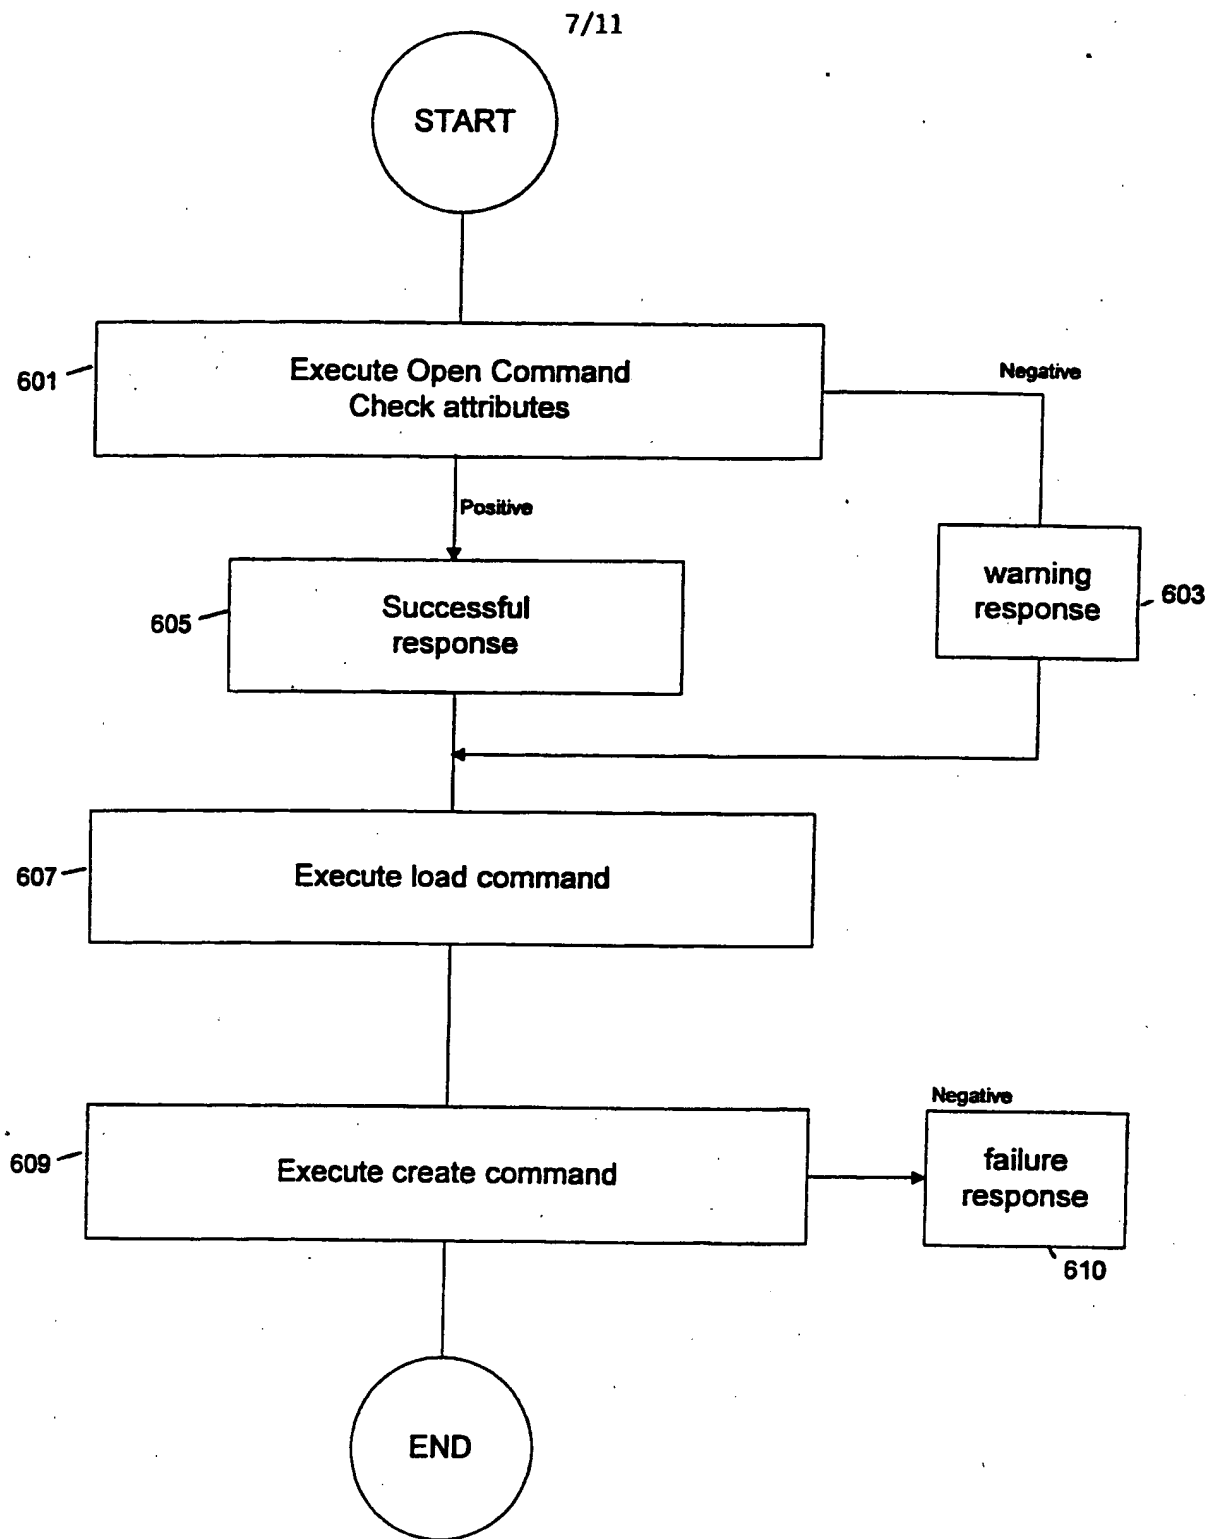 7/11
START
601
Execute Open Command
Check attributes
Negative
Positive
605
Successful
response
warning
response
603
607
Execute load command
609
Execute create command
Negative
failure
response
610
END